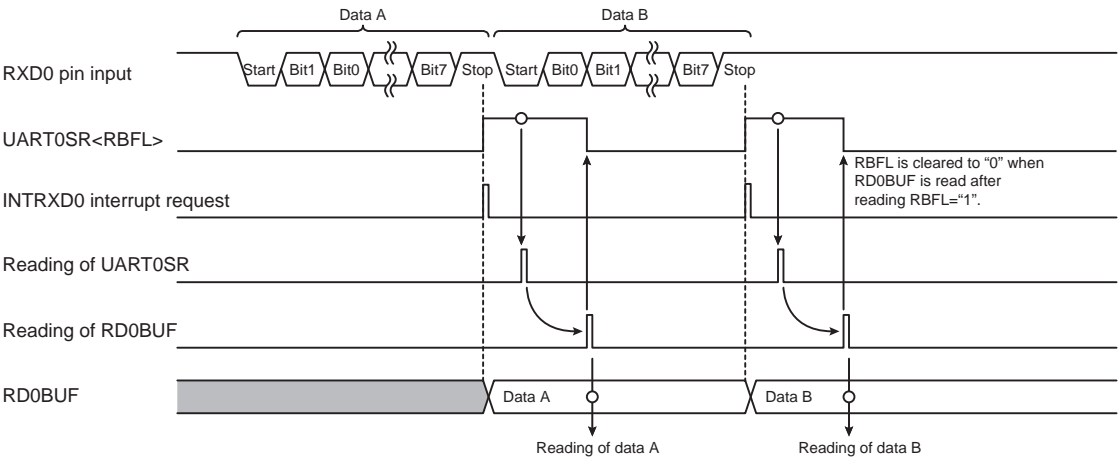 Data A
Data B
RXD0 pin input
Start Bit1 Bit0 Bit7 Stop Start Bit0 Bit1 Bit7 Stop
UART0SR<RBFL>
RBFL is cleared to “0” when
RD0BUF is read after
reading RBFL=“1”.
INTRXD0 interrupt request
Reading of UART0SR
Reading of RD0BUF
RD0BUF
Data A
Data B
Reading of data A
Reading of data B